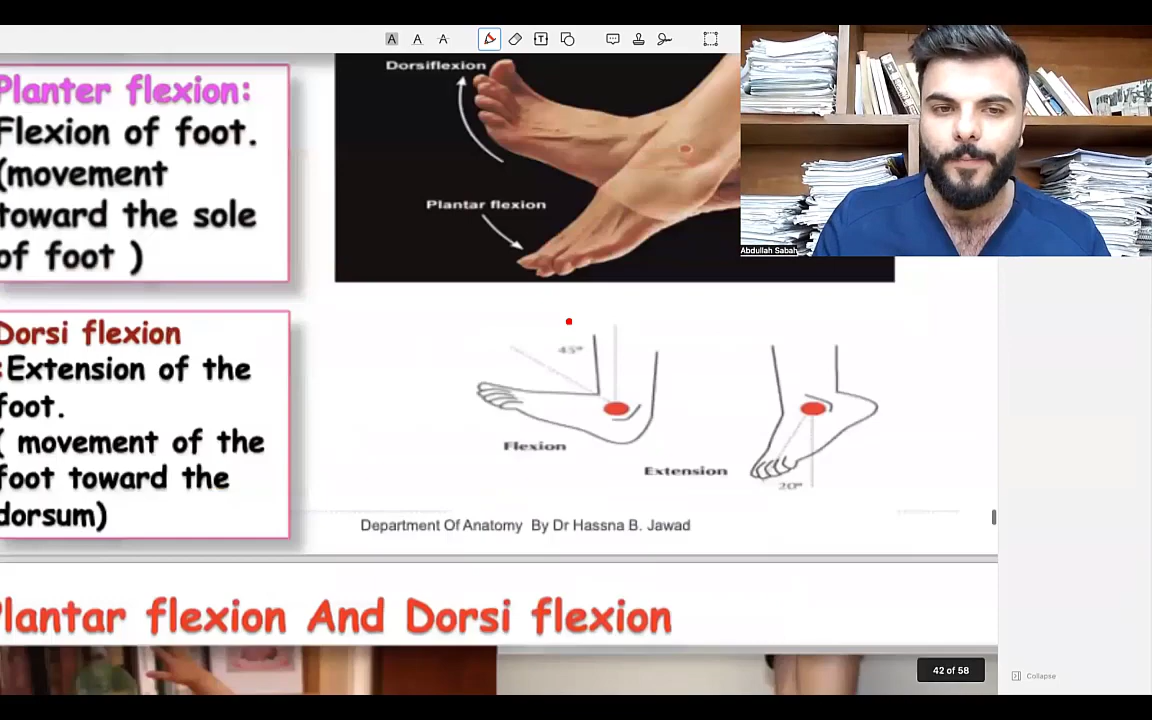 A A A T
Planter flexion:
Flexion of foot.
(movement
toward the sole
of foot )
Dorsiflexion
Plantar flexion
Abdullah Sabah
Dorsi flexion
:Extension of the
foot.
( movement of the
foot toward the
dorsum)
45°
Flexion
Extension
20°
Department Of Anatomy By Dr Hassna B. Jawad
Plantar flexion And Dorsi flexion
42 of 58
Collapse